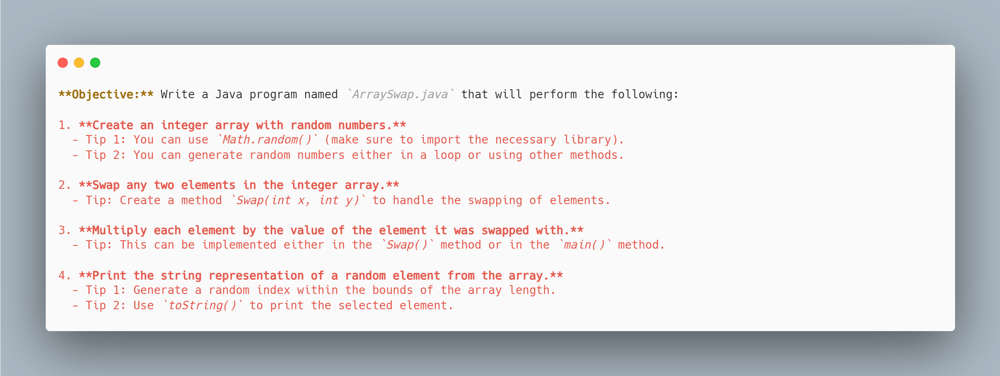 **Objective:** Write a Java program named `ArraySwap.java` that will perform the following:
1. **Create an integer array with random numbers.**
- Tip 1: You can use `Math.random()` (make sure to import the necessary library).
- Tip 2: You can generate random numbers either in a loop or using other methods.
2. **Swap any two elements in the integer array.**
- Tip: Create a method `Swap(int x, int y)` to handle the swapping of elements.
3. **Multiply each element by the value of the element it was swapped with.**
- Tip: This can be implemented either in the `Swap()` method or in the `main()` method.
4. **Print the string representation of a random element from the array.**
- Tip 1: Generate a random index within the bounds of the array length.
- Tip 2: Use `toString()` to print the selected element.